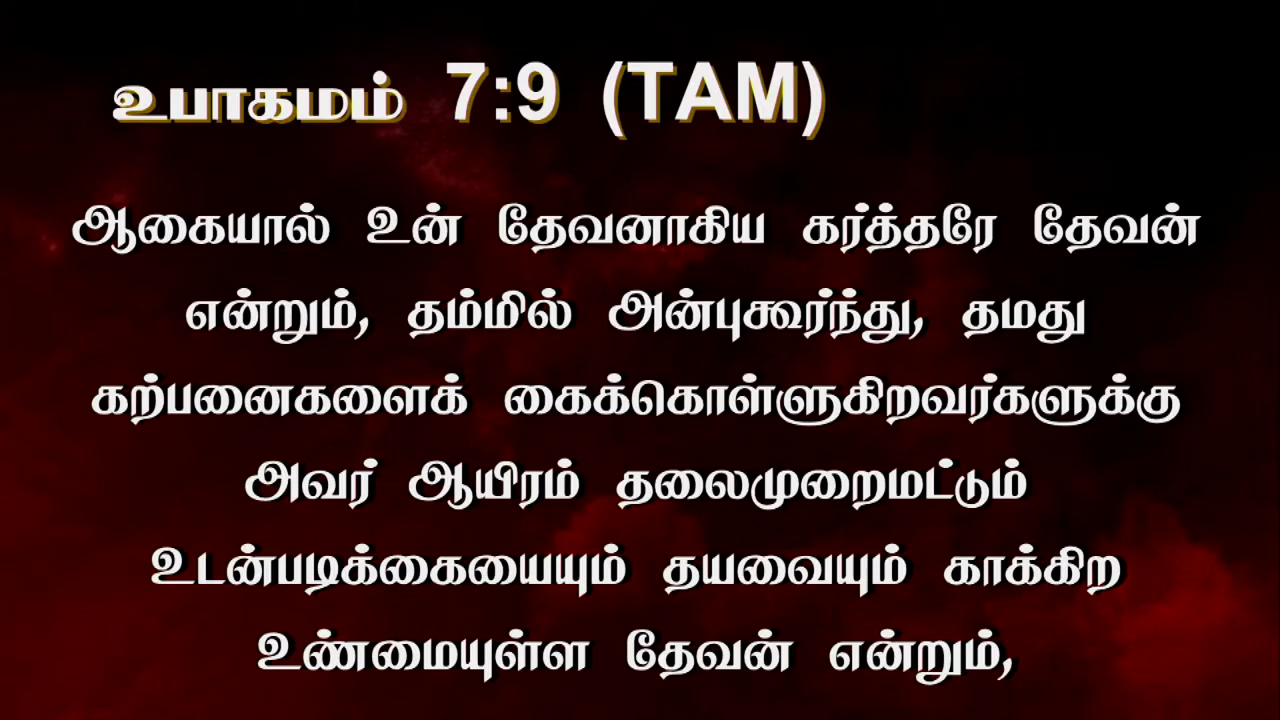 உபாகமம் 7:9 (TAM)
ஆகையால் உன் தேவனாகிய கர்த்தரே தேவன்
என்றும், தம்மில் அன்புகூர்ந்து, தமது
கற்பனைகளைக் கைக்கொள்ளுகிறவர்களுக்கு
அவர் ஆயிரம் தலைமுறைமட்டும்
உடன்படிக்கையையும் தயவையும் காக்கிற
உண்மையுள்ள தேவன் என்றும்,